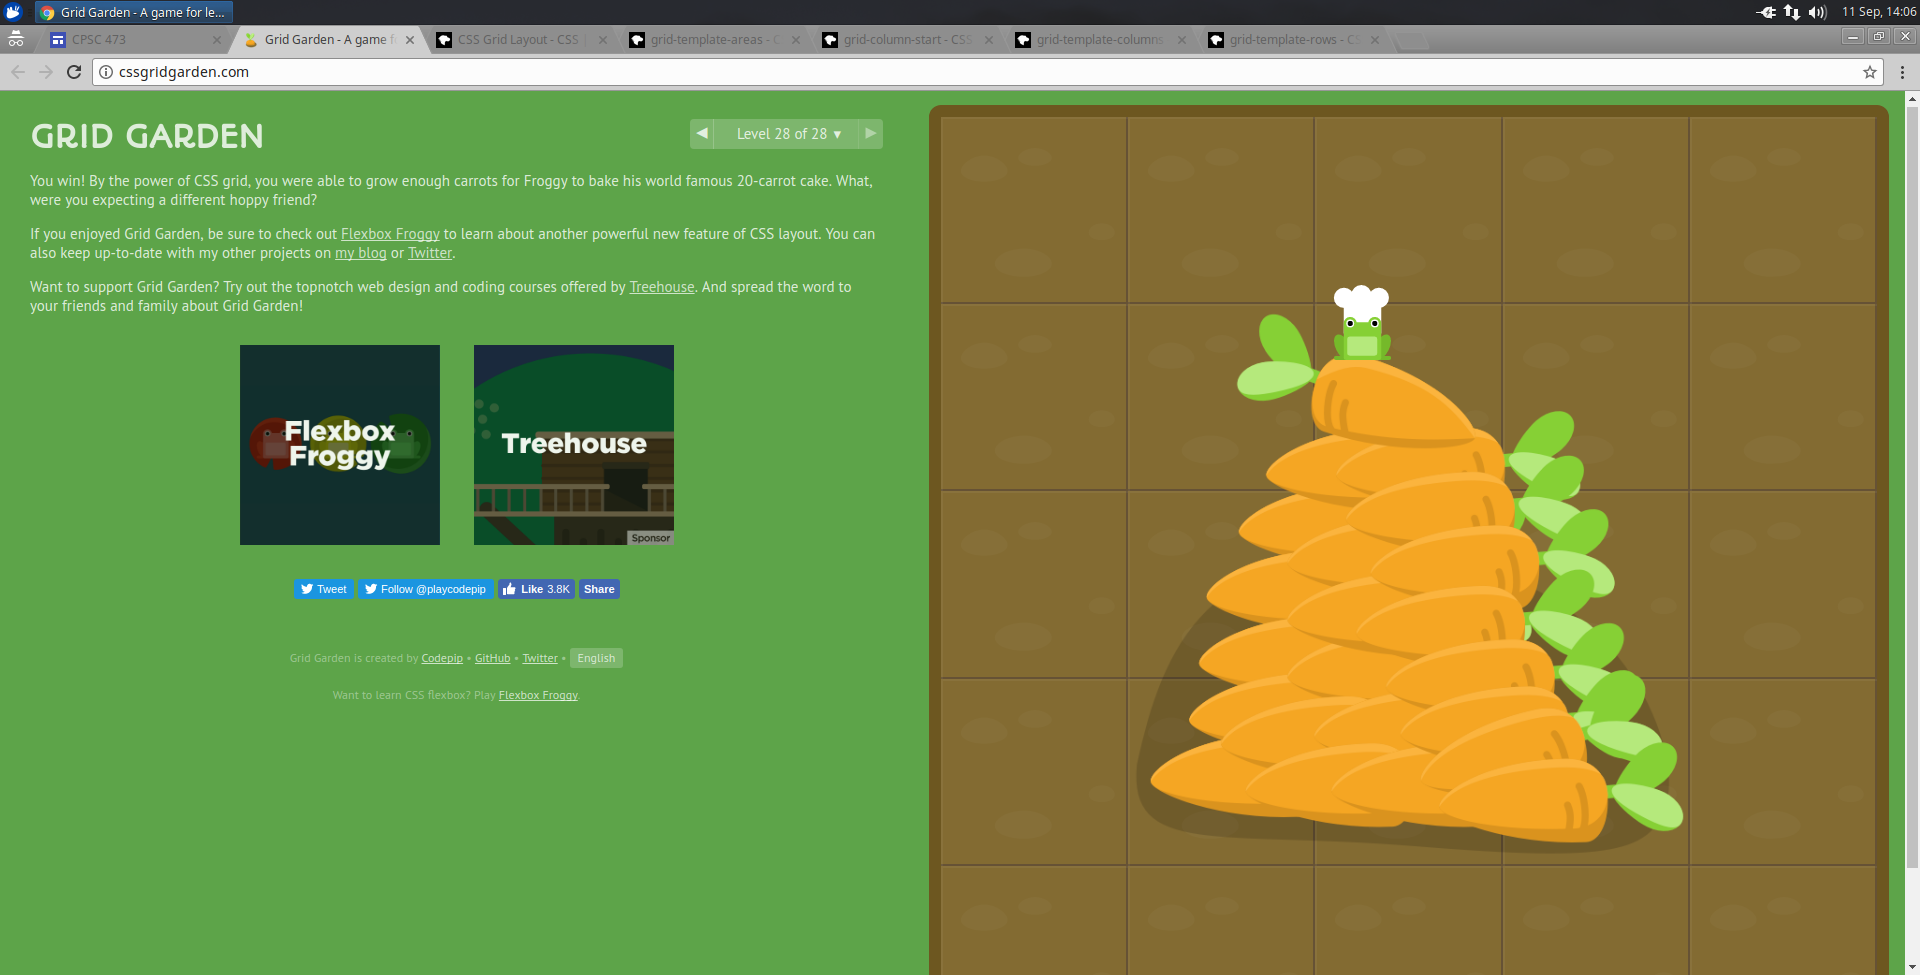 Grid Garden - A game for le...
11 Sep, 14:06
CPSC 473
Grid Garden - A game f
CSS Grid Layout - CSS
grid-template-areas - C
grid-column-start - CSS
grid-template-columns
grid-template-rows - CS
cssgridgarden.com
GRID GARDEN
◀ Level 28 of 28 ▾ ▶
You win! By the power of CSS grid, you were able to grow enough carrots for Froggy to bake his world famous 20-carrot cake. What,
were you expecting a different hoppy friend?
If you enjoyed Grid Garden, be sure to check out Flexbox Froggy to learn about another powerful new feature of CSS layout. You can
also keep up-to-date with my other projects on my blog or Twitter.
Want to support Grid Garden? Try out the topnotch web design and coding courses offered by Treehouse. And spread the word to
your friends and family about Grid Garden!
Flexbox
Froggy
Treehouse
Sponsor
Tweet Follow @playcodepip Like 3.8K Share
Grid Garden is created by Codepip • GitHub • Twitter • English
Want to learn CSS flexbox? Play Flexbox Froggy.